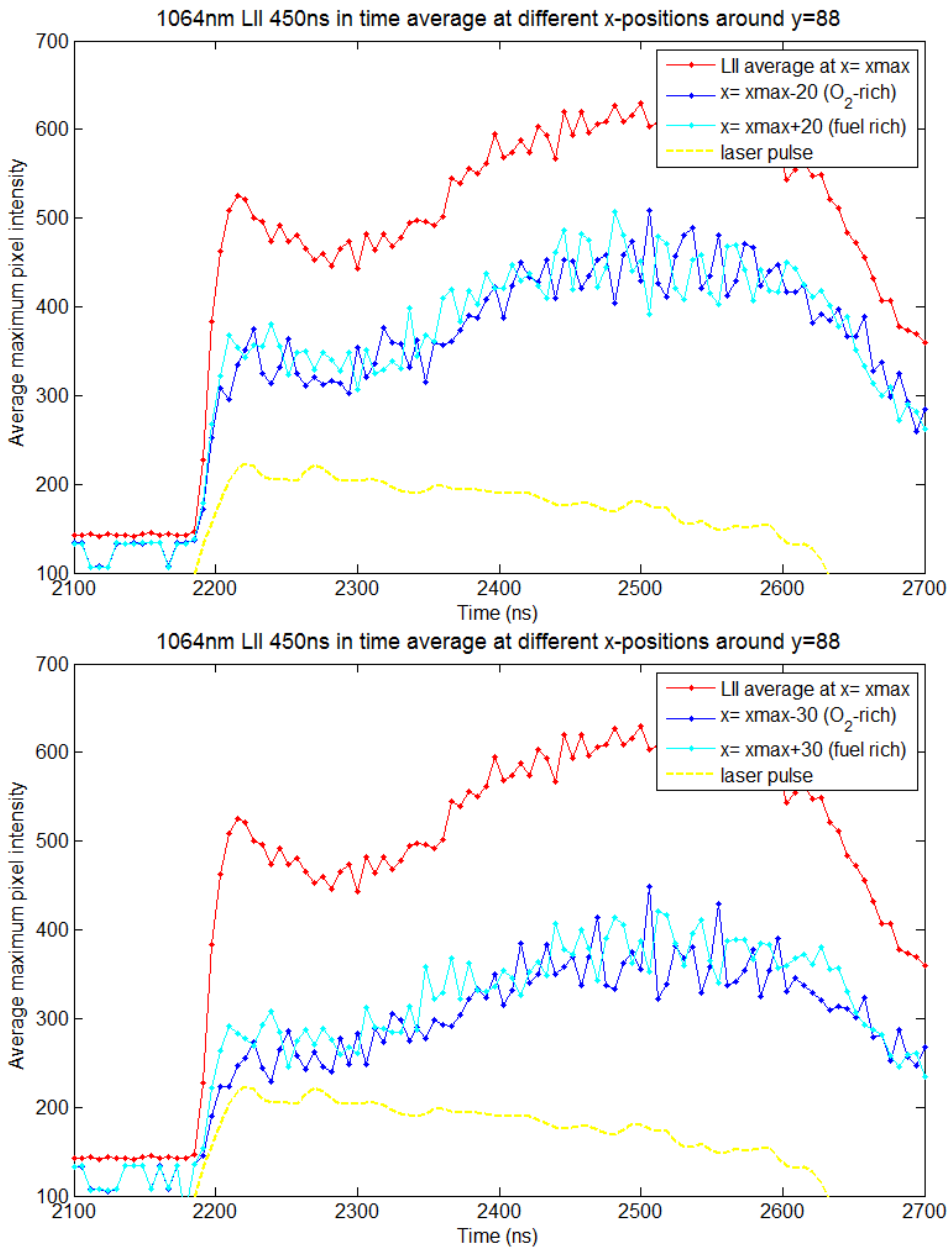 1064nm LII 450ns in time average at different x-positions around y=88
700
600
500
400
300
200
100
Average maximum pixel intensity
LII average at x= xmax
x= xmax-20 (O₂-rich)
x= xmax+20 (fuel rich)
laser pulse
2100 2200 2300 2400 2500 2600 2700
Time (ns)
1064nm LII 450ns in time average at different x-positions around y=88
700
600
500
400
300
200
100
Average maximum pixel intensity
LII average at x= xmax
x= xmax-30 (O₂-rich)
x= xmax+30 (fuel rich)
laser pulse
2100 2200 2300 2400 2500 2600 2700
Time (ns)